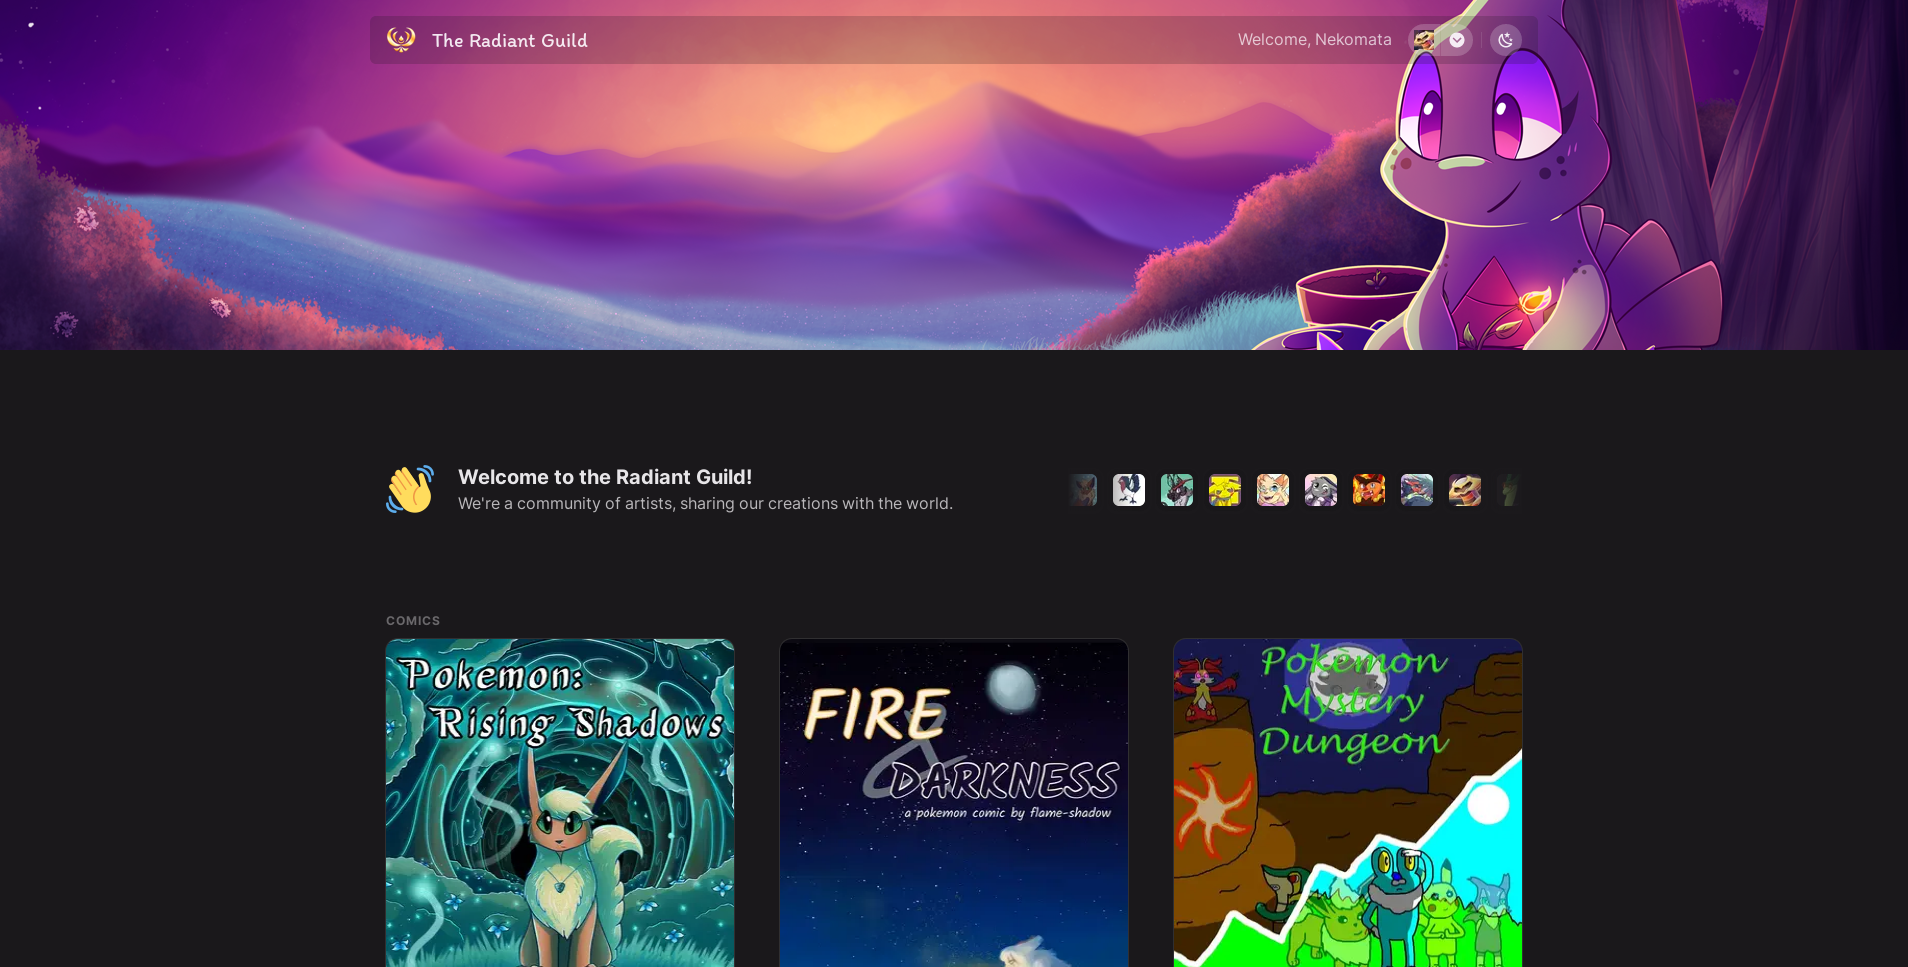 The Radiant Guild
Welcome, Nekomata
Welcome to the Radiant Guild!
We're a community of artists, sharing our creations with the world.
COMICS
Pokemon:
Rising Shadows
FIRE
&
DARKNESS
a pokemon comic by flame-shadow
Pokémon
Mystery
Dungeon